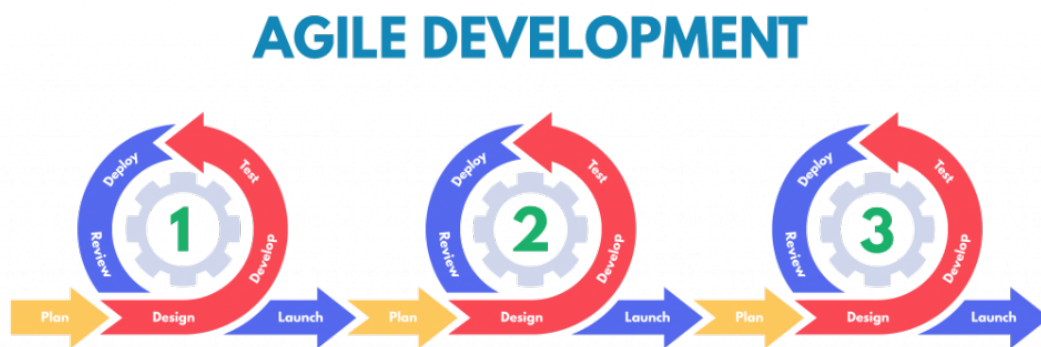 AGILE DEVELOPMENT
Plan
Design
Develop
Test
Deploy
Review
1
Launch
Plan
Design
Develop
Test
Deploy
Review
2
Launch
Plan
Design
Develop
Test
Deploy
Review
3
Launch